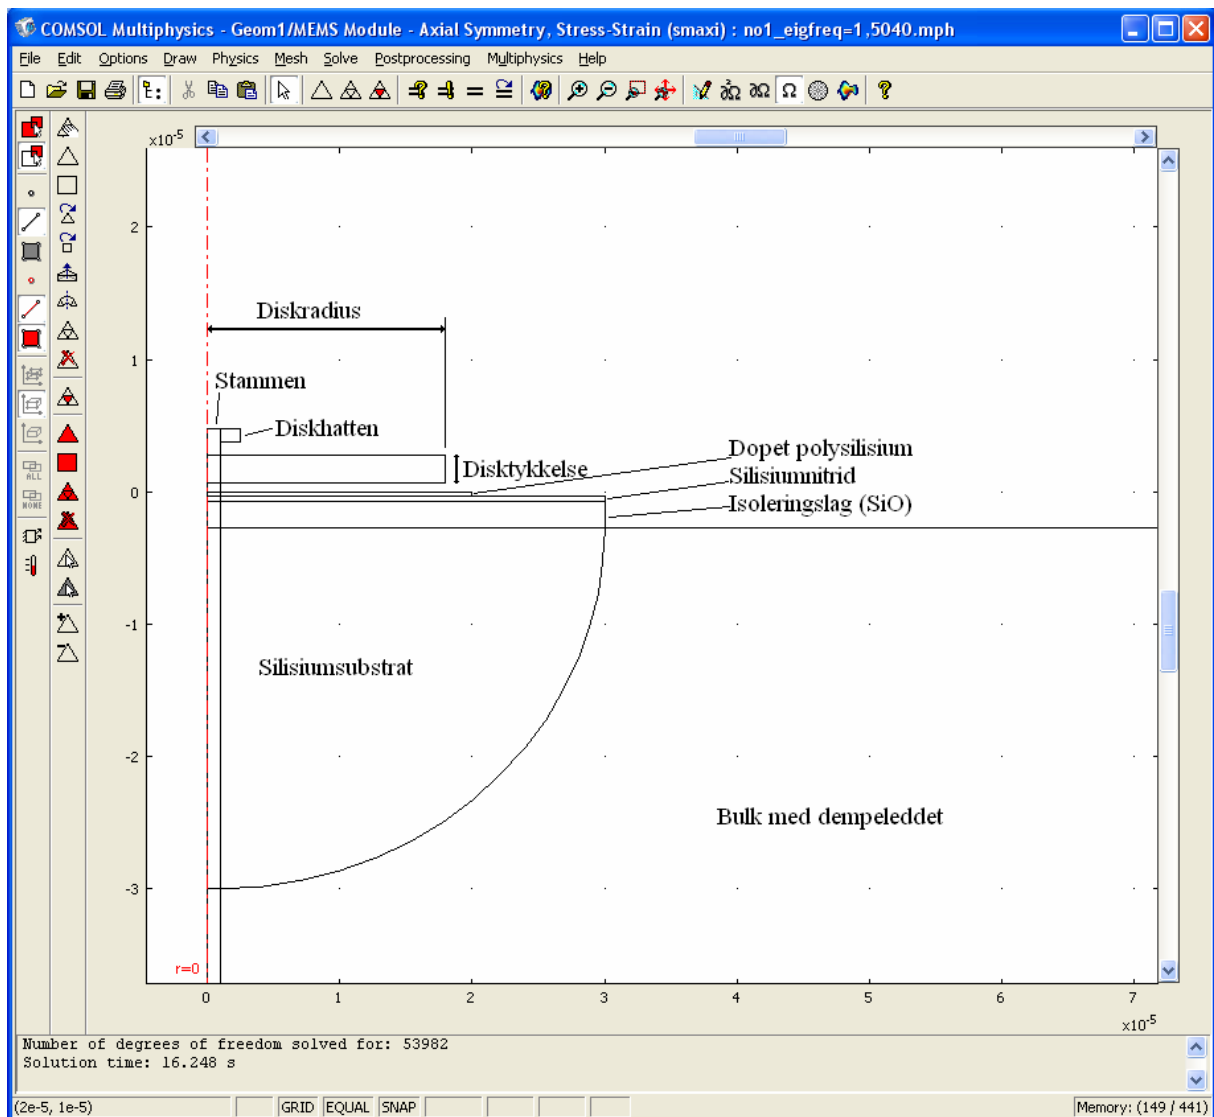 COMSOL Multiphysics - Geom1/MEMS Module - Axial Symmetry, Stress-Strain (smaxi) : no1_eigfreq=1,5040.mph
File Edit Options Draw Physics Mesh Solve Postprocessing Multiphysics Help
x10-5
2
Diskradius
1
Stammen
Diskhatten
Dopet polysilisium
Disktykkelse
Silisiumnitrid
0
Isoleringslag (SiO)
ALL
NONE
-1
Silisiumsubstrat
-2
Bulk med dempeleddet
-3
r=0
0 1 2 3 4 5 6 7
x10-5
Number of degrees of freedom solved for: 53982
Solution time: 16.248 s
(2e-5, 1e-5) GRID EQUAL SNAP Memory: (149 / 441)